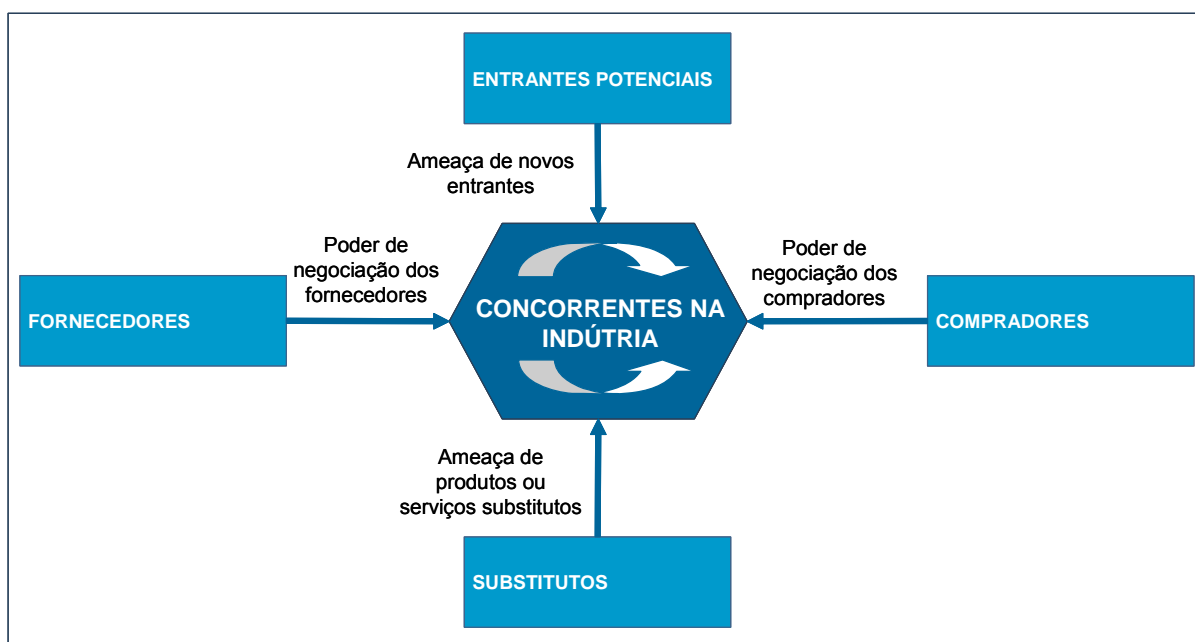 ENTRANTES POTENCIAIS
Ameaça de novos
entrantes
Poder de
negociação dos
fornecedores
Poder de
negociação dos
compradores
FORNECEDORES
CONCORRENTES NA
INDÚTRIA
COMPRADORES
Ameaça de
produtos ou
serviços substitutos
SUBSTITUTOS